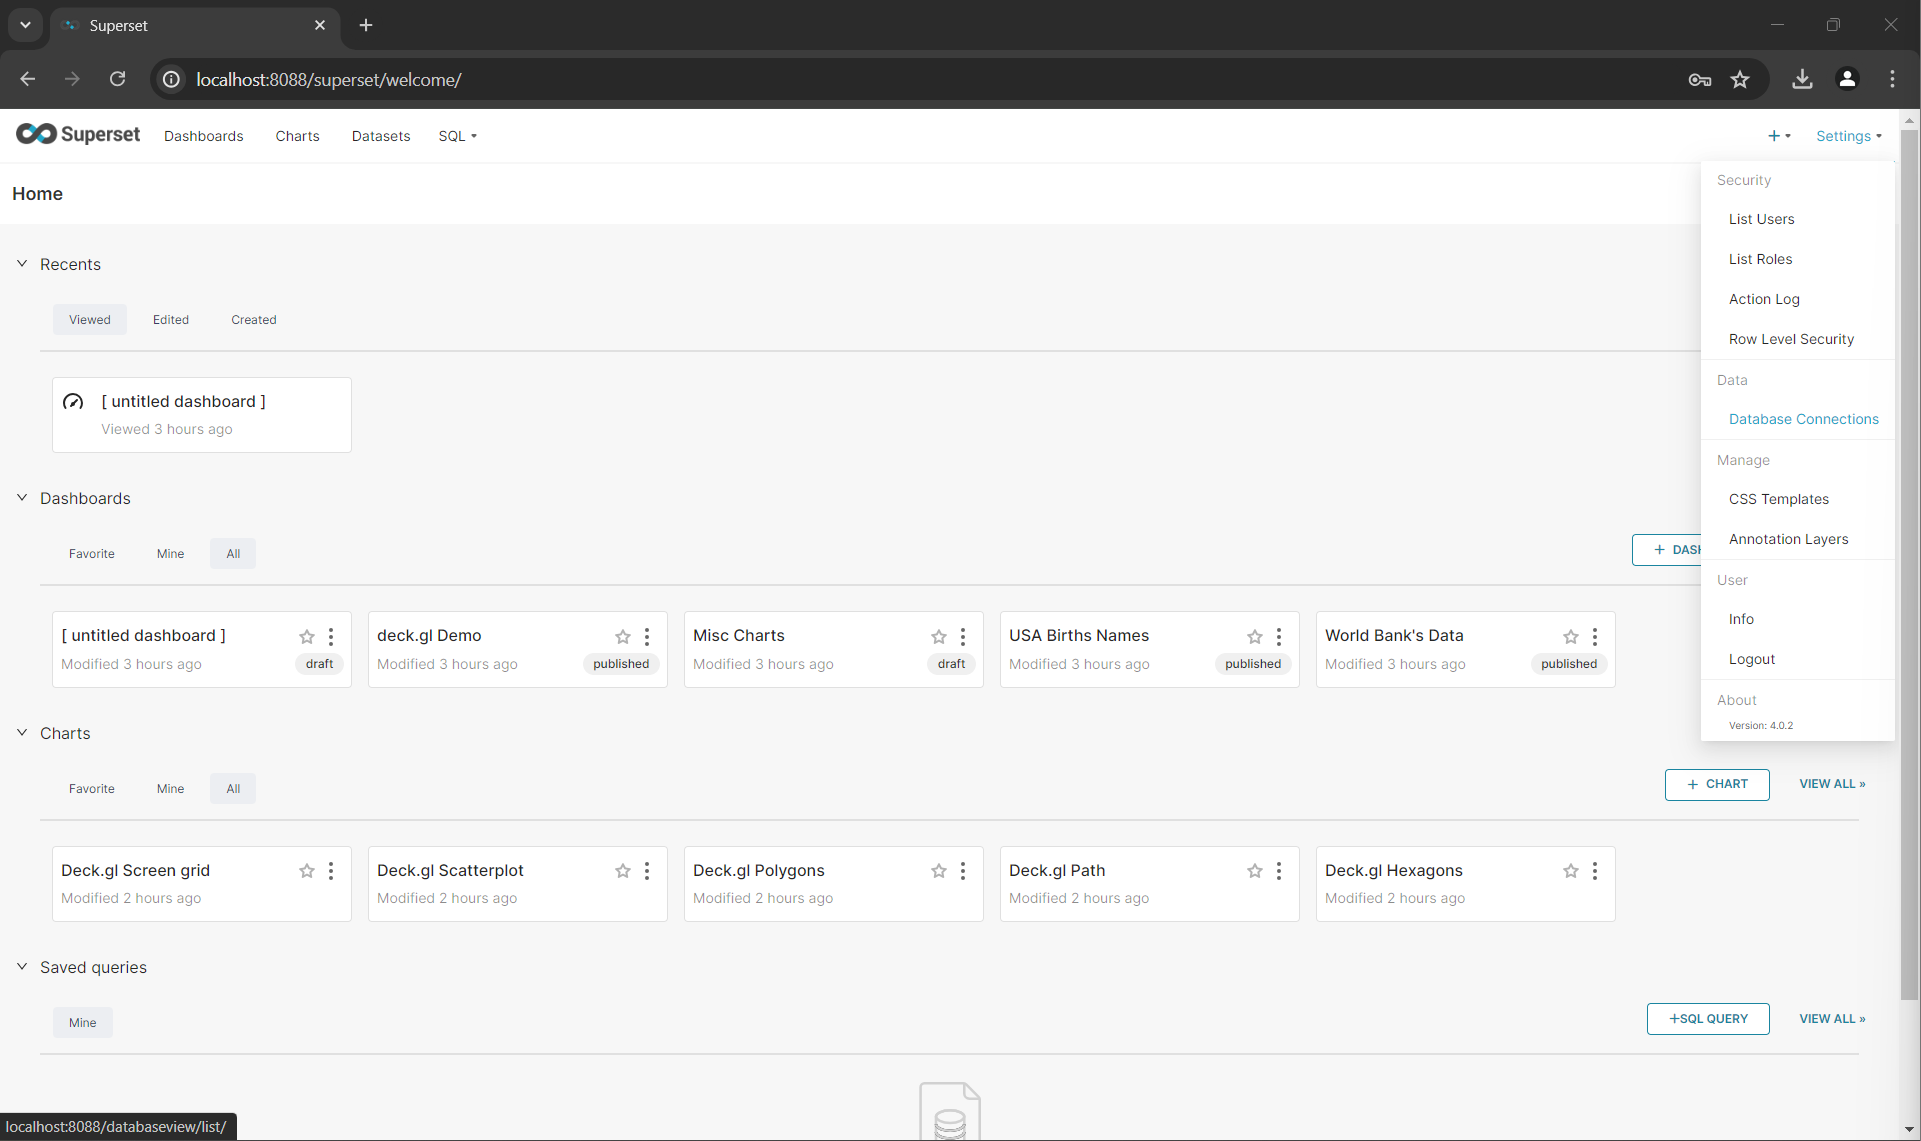 Superset
localhost:8088/superset/welcome/
Superset Dashboards Charts Datasets SQL Settings
Home
Security
List Users
List Roles
Action Log
Row Level Security
Data
Database Connections
Manage
CSS Templates
Annotation Layers
User
Info
Logout
About
Version: 4.0.2
Recents
Viewed Edited Created
[ untitled dashboard ]
Viewed 3 hours ago
Dashboards
Favorite Mine All
+ DASH
[ untitled dashboard ]
Modified 3 hours ago draft
deck.gl Demo
Modified 3 hours ago published
Misc Charts
Modified 3 hours ago draft
USA Births Names
Modified 3 hours ago published
World Bank's Data
Modified 3 hours ago published
Charts
Favorite Mine All
+ CHART VIEW ALL »
Deck.gl Screen grid
Modified 2 hours ago
Deck.gl Scatterplot
Modified 2 hours ago
Deck.gl Polygons
Modified 2 hours ago
Deck.gl Path
Modified 2 hours ago
Deck.gl Hexagons
Modified 2 hours ago
Saved queries
Mine
+SQL QUERY VIEW ALL »
localhost:8088/databaseview/list/